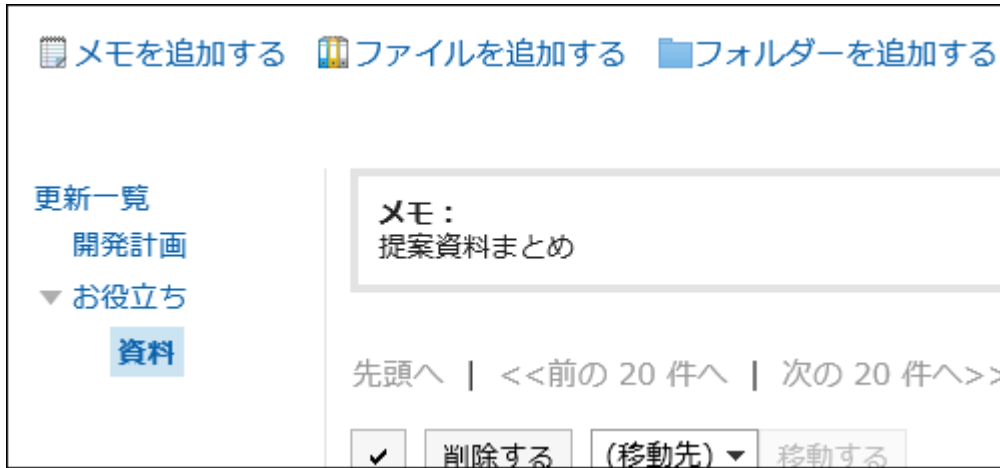 メモを追加する ファイルを追加する フォルダーを追加する
更新一覧
開発計画
お役立ち
資料
メモ：
提案資料まとめ
先頭へ | <<前の 20 件へ | 次の 20 件へ>>
削除する (移動先) 移動する